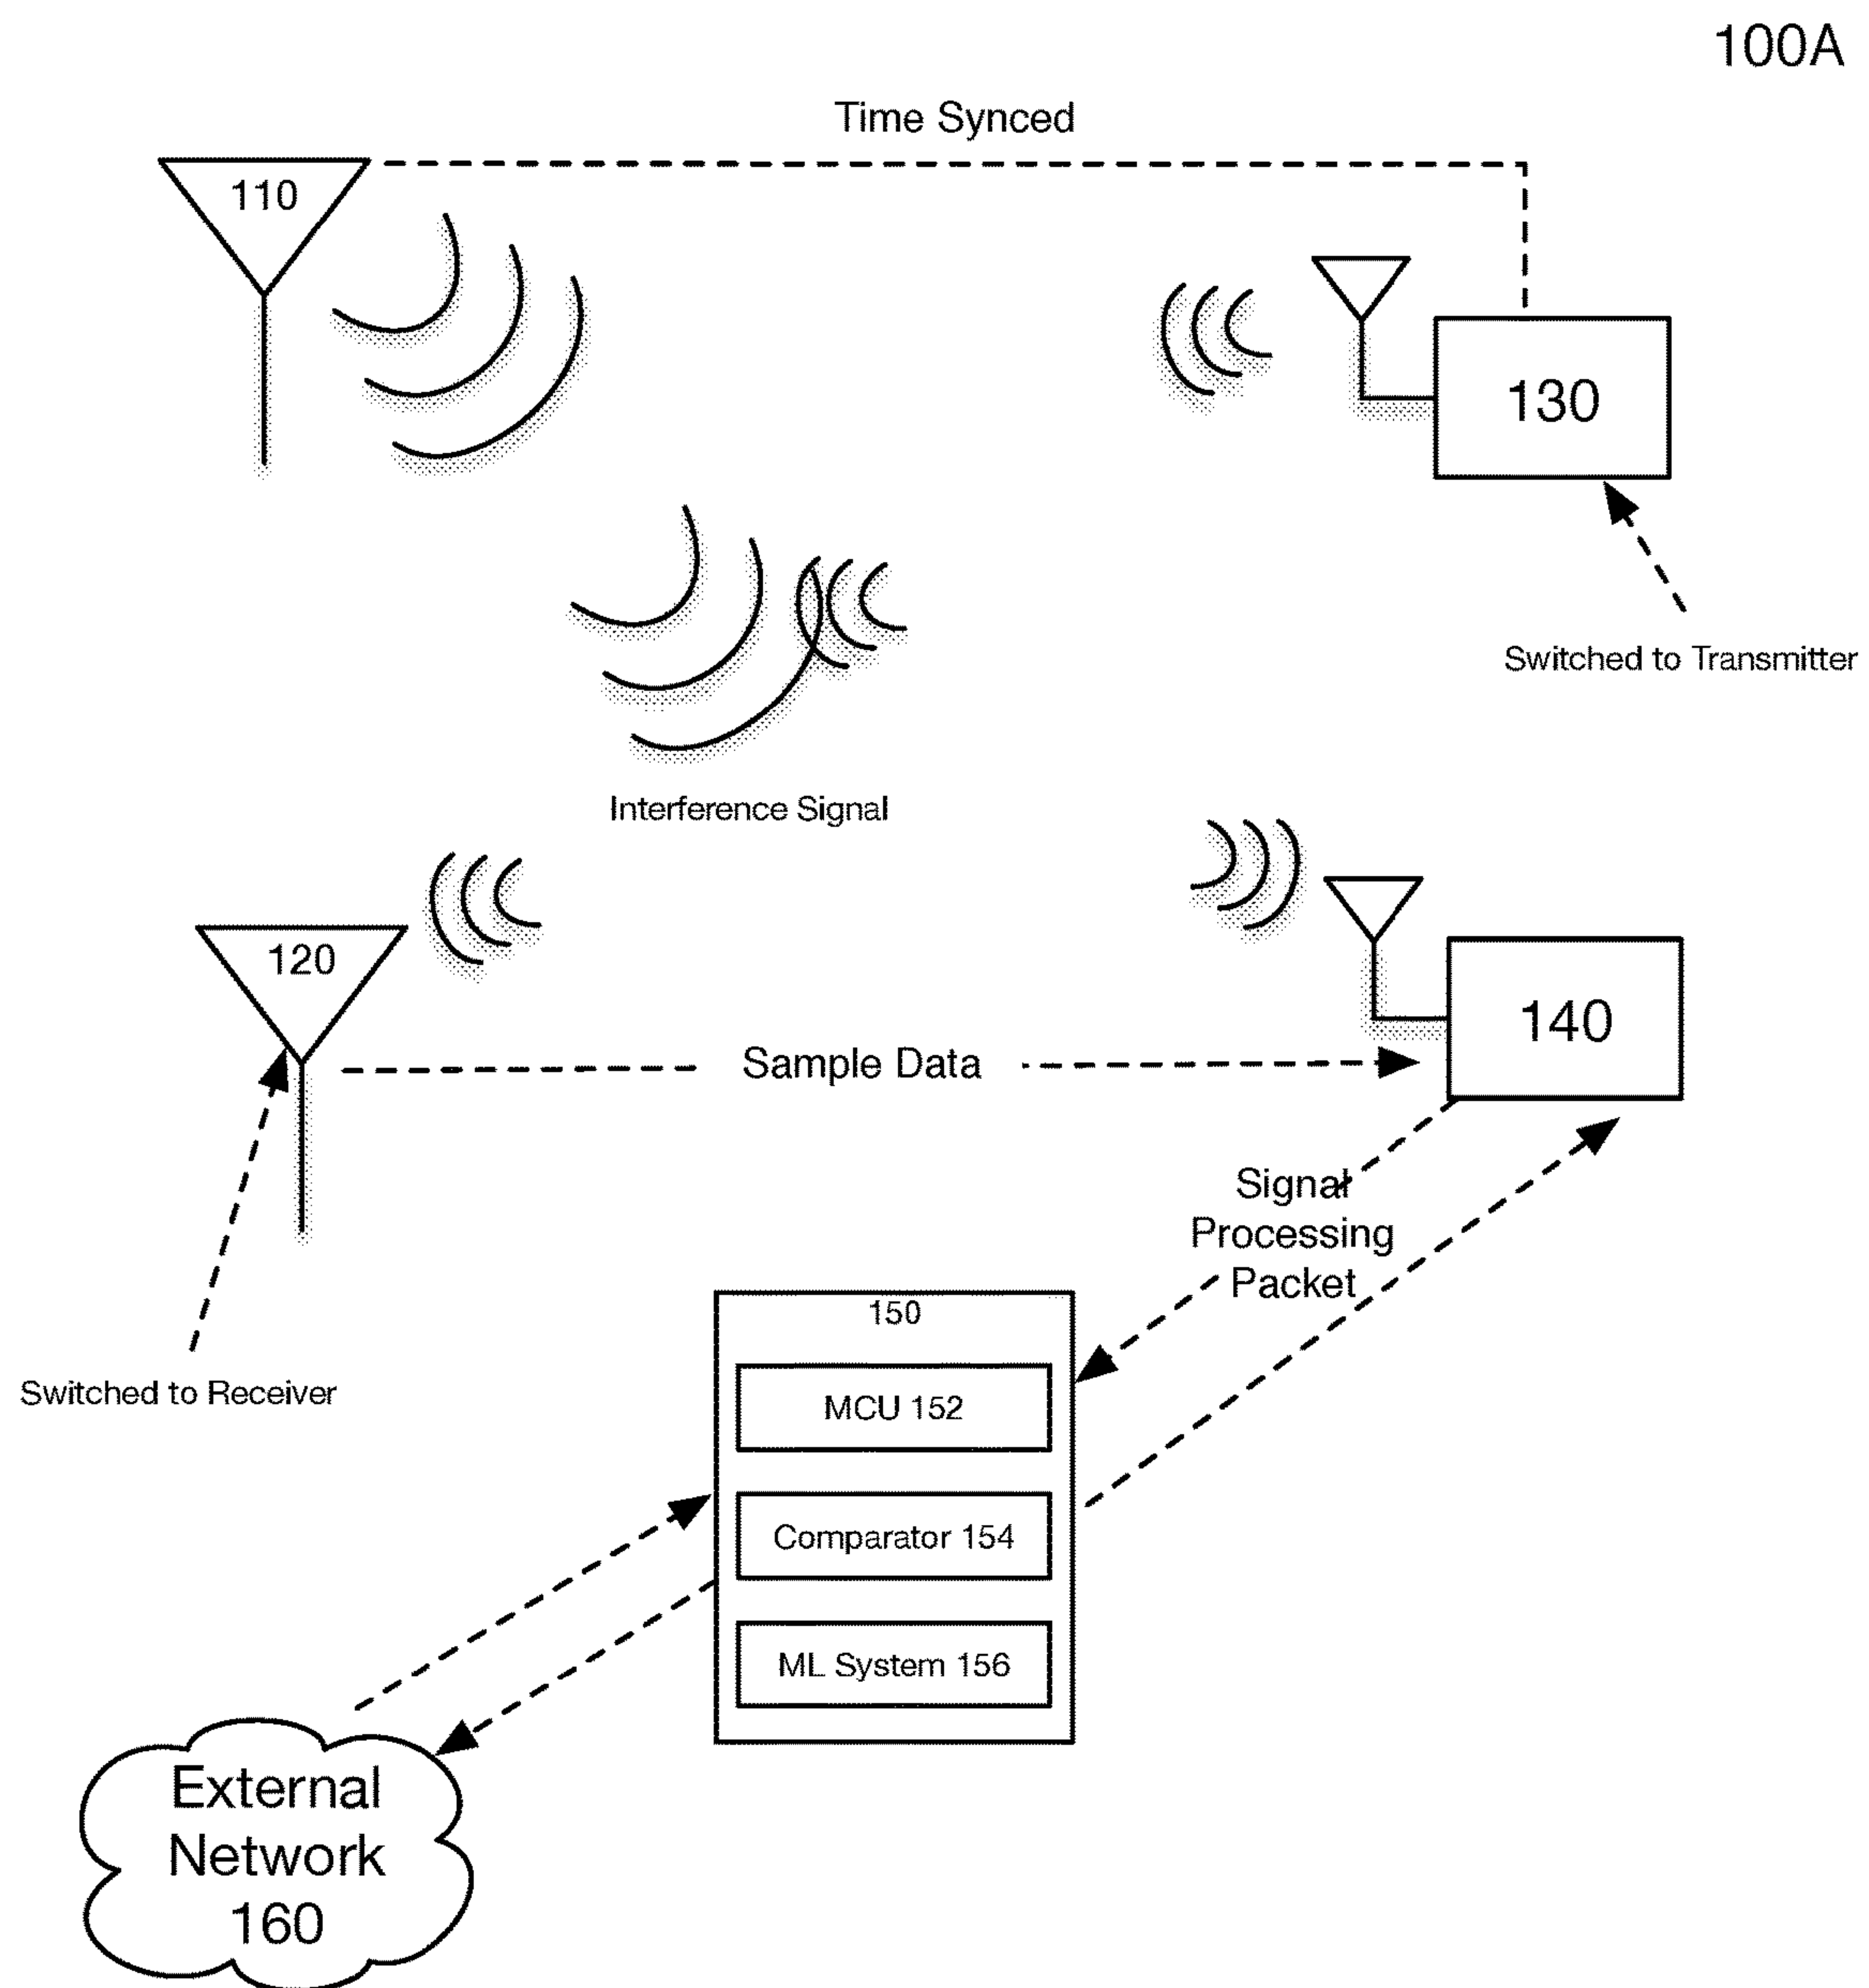 100A
Time Synced
110
130
Switched to Transmitter
Interference Signal
120
140
Sample Data
Signal
Processing
Packet
150
MCU 152
Switched to Receiver
Comparator 154
ML System 156
External
Network
160